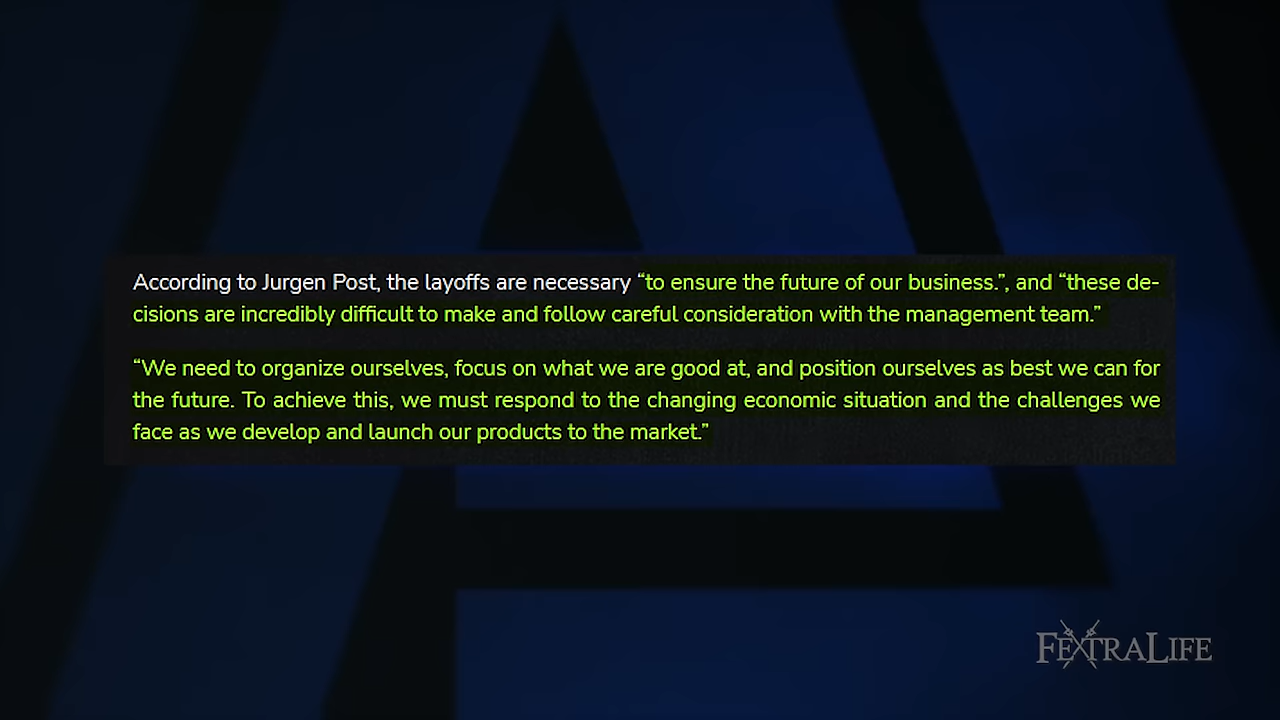 According to Jurgen Post, the layoffs are necessary “to ensure the future of our business.”, and “these de-
cisions are incredibly difficult to make and follow careful consideration with the management team.”
“We need to organize ourselves, focus on what we are good at, and position ourselves as best we can for
the future. To achieve this, we must respond to the changing economic situation and the challenges we
face as we develop and launch our products to the market.”
FEXTRALIFE